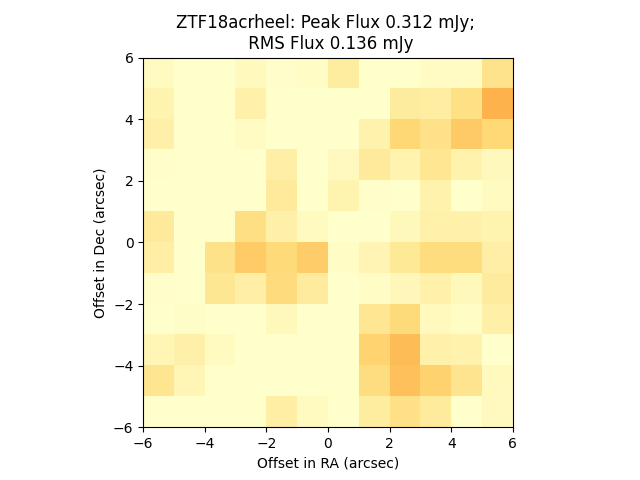 ZTF18acrheel: Peak Flux 0.312 mJy;
RMS Flux 0.136 mJy
6
4
2
0
−2
−4
−6
Offset in Dec (arcsec)
−6 −4 −2 0 2 4 6
Offset in RA (arcsec)